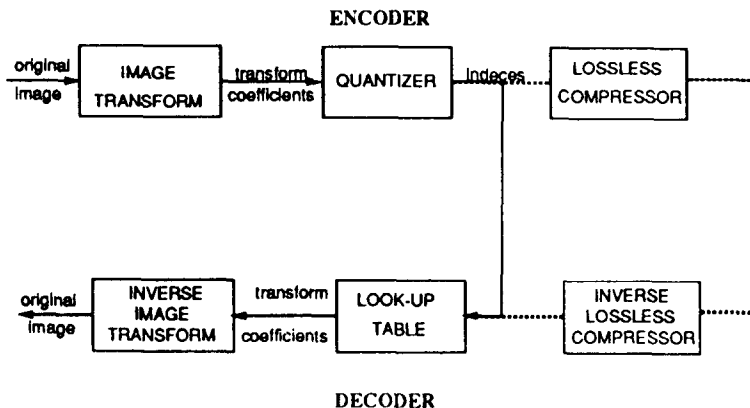 ENCODER
original
image
IMAGE
TRANSFORM
transform
coefficients
QUANTIZER
indeces
LOSSLESS
COMPRESSOR
original
image
INVERSE
IMAGE
TRANSFORM
transform
coefficients
LOOK-UP
TABLE
INVERSE
LOSSLESS
COMPRESSOR
DECODER